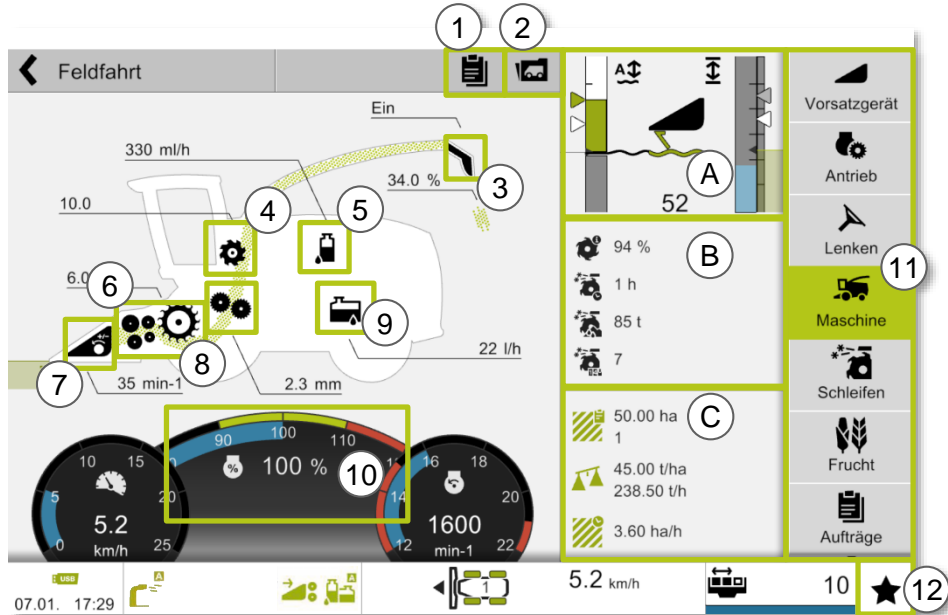 1
2
Feldfahrt
Ein
330 ml/h
34.0 %
3
10.0
4
5
6.0
6
9
7
8
22 l/h
35 min-1
2.3 mm
A
A
52
B
94 %
1 h
85 t
7
C
50.00 ha
1
45.00 t/ha
238.50 t/h
3.60 ha/h
Vorsatzgerät
Antrieb
Lenken
11
Maschine
Schleifen
Frucht
Aufträge
90
100
110
%
100 %
10
0
5
10
15
20
25
5.2
km/h
12
14
16
18
20
22
1600
min-1
USB
07.01. 17:29
A
A
1
5.2 km/h
10
12